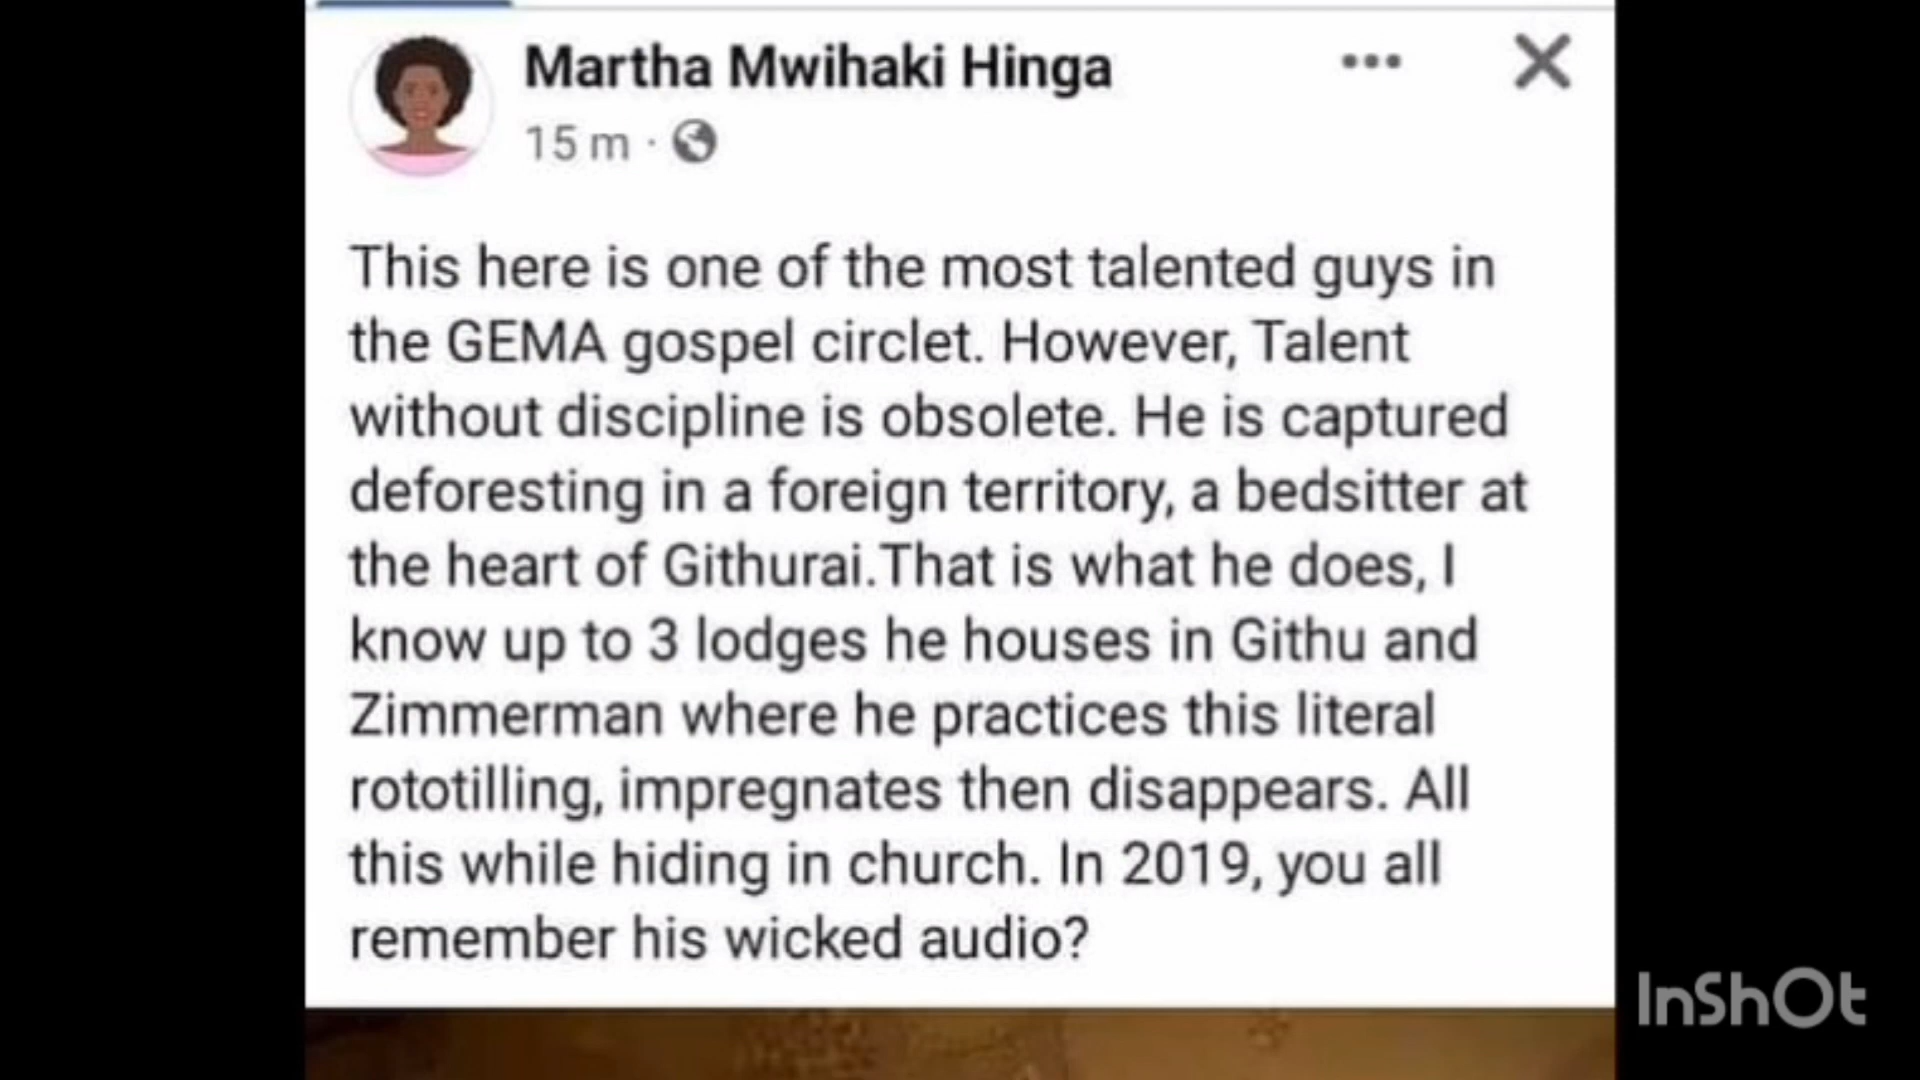 Martha Mwihaki Hinga
15 m ·
This here is one of the most talented guys in
the GEMA gospel circlet. However, Talent
without discipline is obsolete. He is captured
deforesting in a foreign territory, a bedsitter at
the heart of Githurai.That is what he does, I
know up to 3 lodges he houses in Githu and
Zimmerman where he practices this literal
rototilling, impregnates then disappears. All
this while hiding in church. In 2019, you all
remember his wicked audio?
InShOt